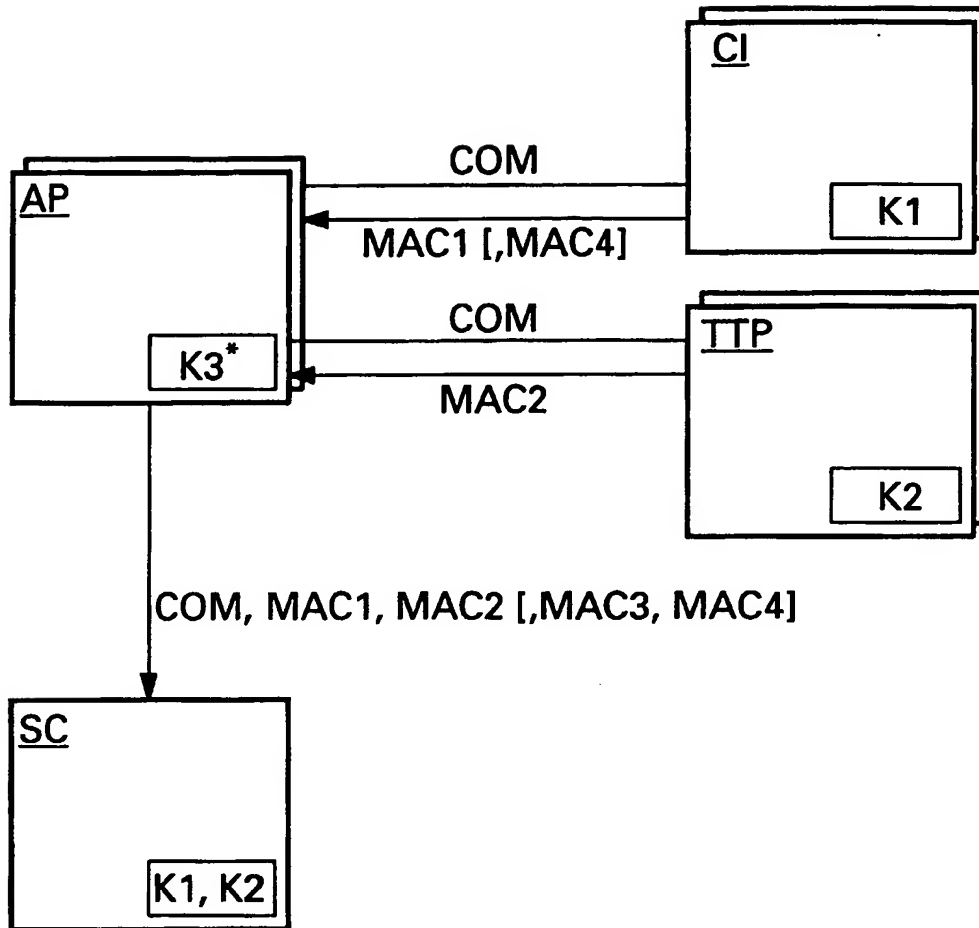 CI
K1
COM
MAC1 [,MAC4]
AP
K3*
COM
MAC2
TTP
K2
COM, MAC1, MAC2 [,MAC3, MAC4]
SC
K1, K2